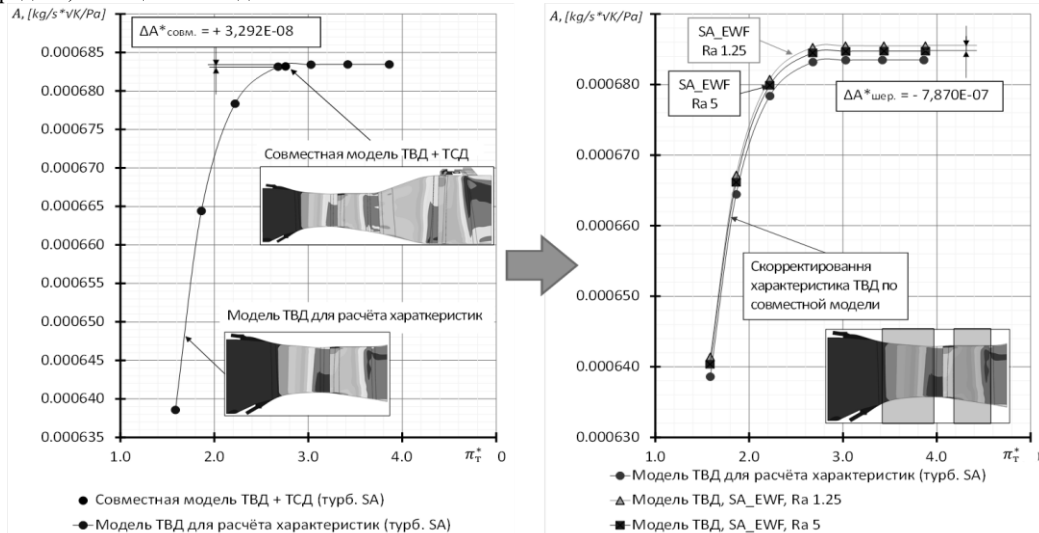 A, [kg/s*√K/Pa]
ΔA*совм. = + 3,292E-08
0.000685
0.000680
0.000675
0.000670
0.000665
0.000660
0.000655
0.000650
0.000645
0.000640
0.000635
Совместная модель ТВД + ТСД
Модель ТВД для расчёта хараткеристик
1.0
2.0
3.0
4.0
π*т
0
Совместная модель ТВД + ТСД (турб. SA)
Модель ТВД для расчёта характеристик (турб. SA)
A, [kg/s*√K/Pa]
SA_EWF
Ra 1.25
SA_EWF
Ra 5
ΔA*шер. = - 7,870E-07
0.000680
0.000670
0.000660
0.000650
0.000640
0.000630
Скорректировання
характеристика ТВД по
совместной модели
1.0
2.0
3.0
4.0
π*т
Модель ТВД для расчёта характеристик (турб. SA)
Модель ТВД, SA_EWF, Ra 1.25
Модель ТВД, SA_EWF, Ra 5